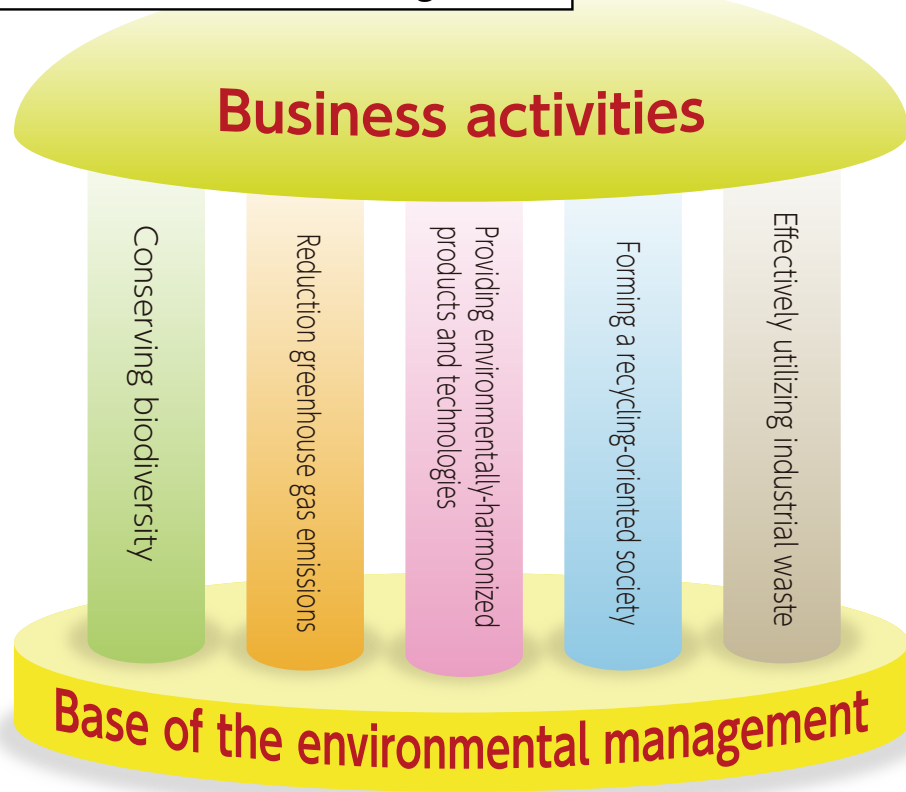 Business activities
Conserving biodiversity
Reduction greenhouse gas emissions
Providing environmentally-harmonized
products and technologies
Forming a recycling-oriented society
Effectively utilizing industrial waste
Base of the environmental management